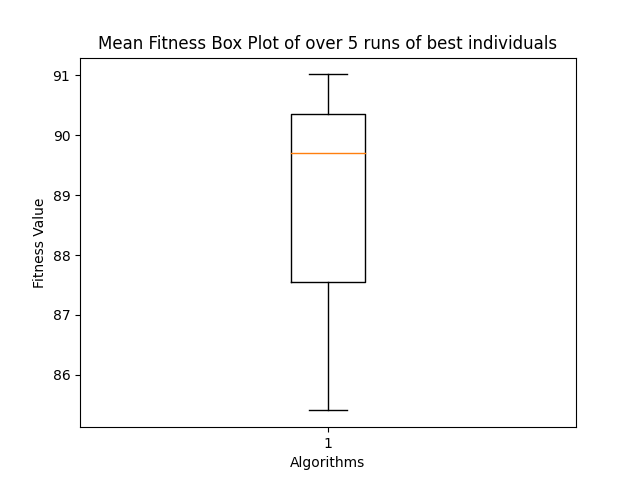 Mean Fitness Box Plot of over 5 runs of best individuals
91
90
89
88
87
86
Fitness Value
1
Algorithms